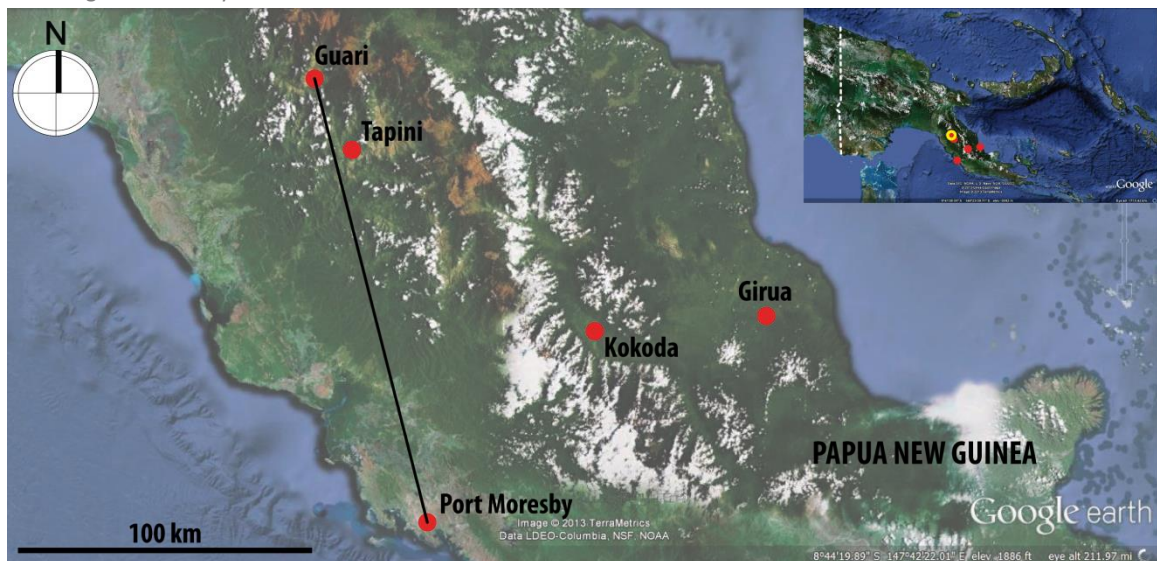 N
Guari
Tapini
Girua
Kokoda
PAPUA NEW GUINEA
Port Moresby
100 km
Image © 2013 TerraMetrics
Data LDEO-Columbia, NSF, NOAA
Google earth
8°44'19.89" S 147°42'22.01" E elev 1886 ft eye alt 211.97 mi
Google